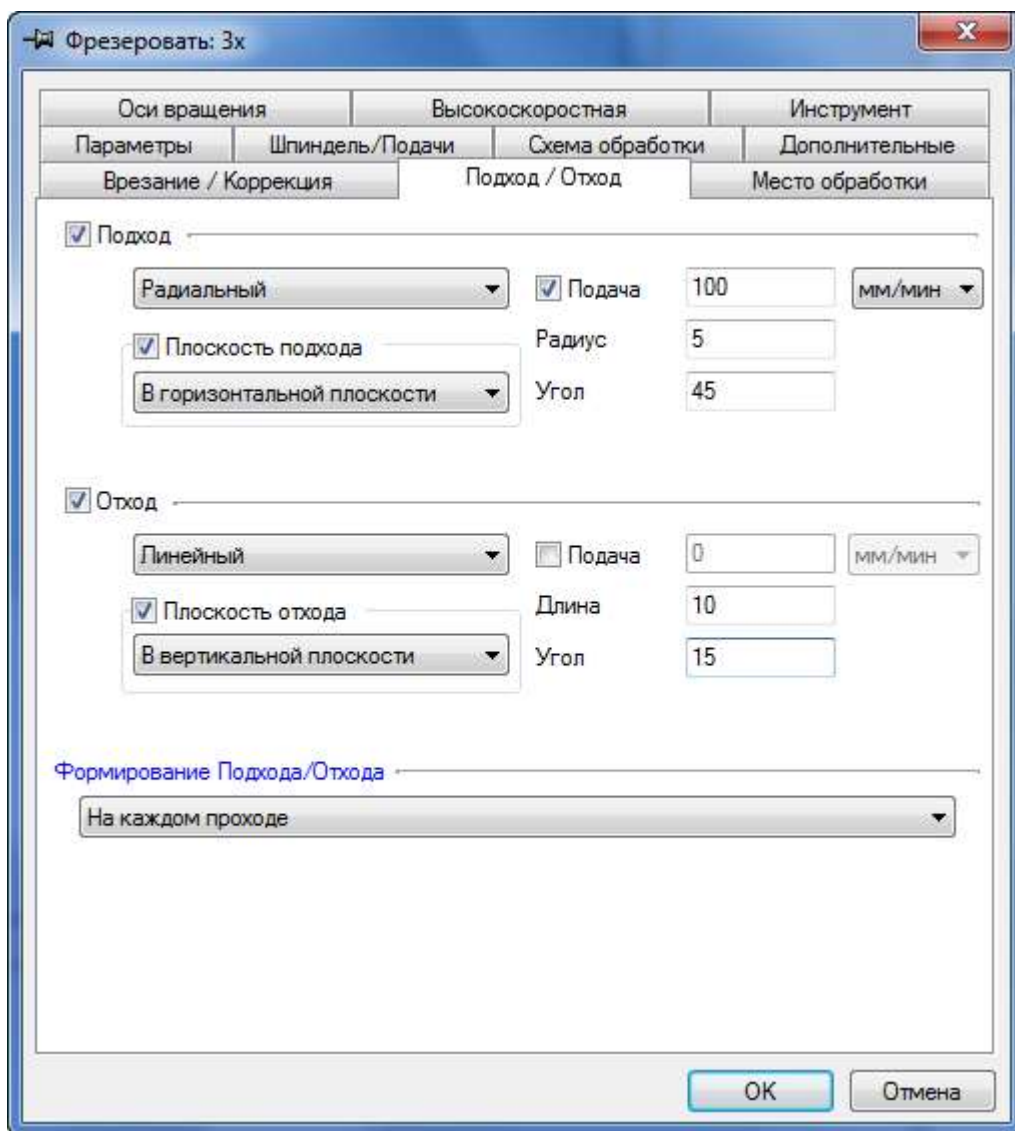 Фрезеровать: 3x
Оси вращения Высокоскоростная Инструмент
Параметры Шпиндель/Подачи Схема обработки Дополнительные
Врезание / Коррекция Подход / Отход Место обработки
Подход
Радиальный Подача 100 мм/мин
Плоскость подхода Радиус 5
В горизонтальной плоскости Угол 45
Отход
Линейный Подача 0 мм/мин
Плоскость отхода Длина 10
В вертикальной плоскости Угол 15
Формирование Подхода/Отхода
На каждом проходе
OK Отмена